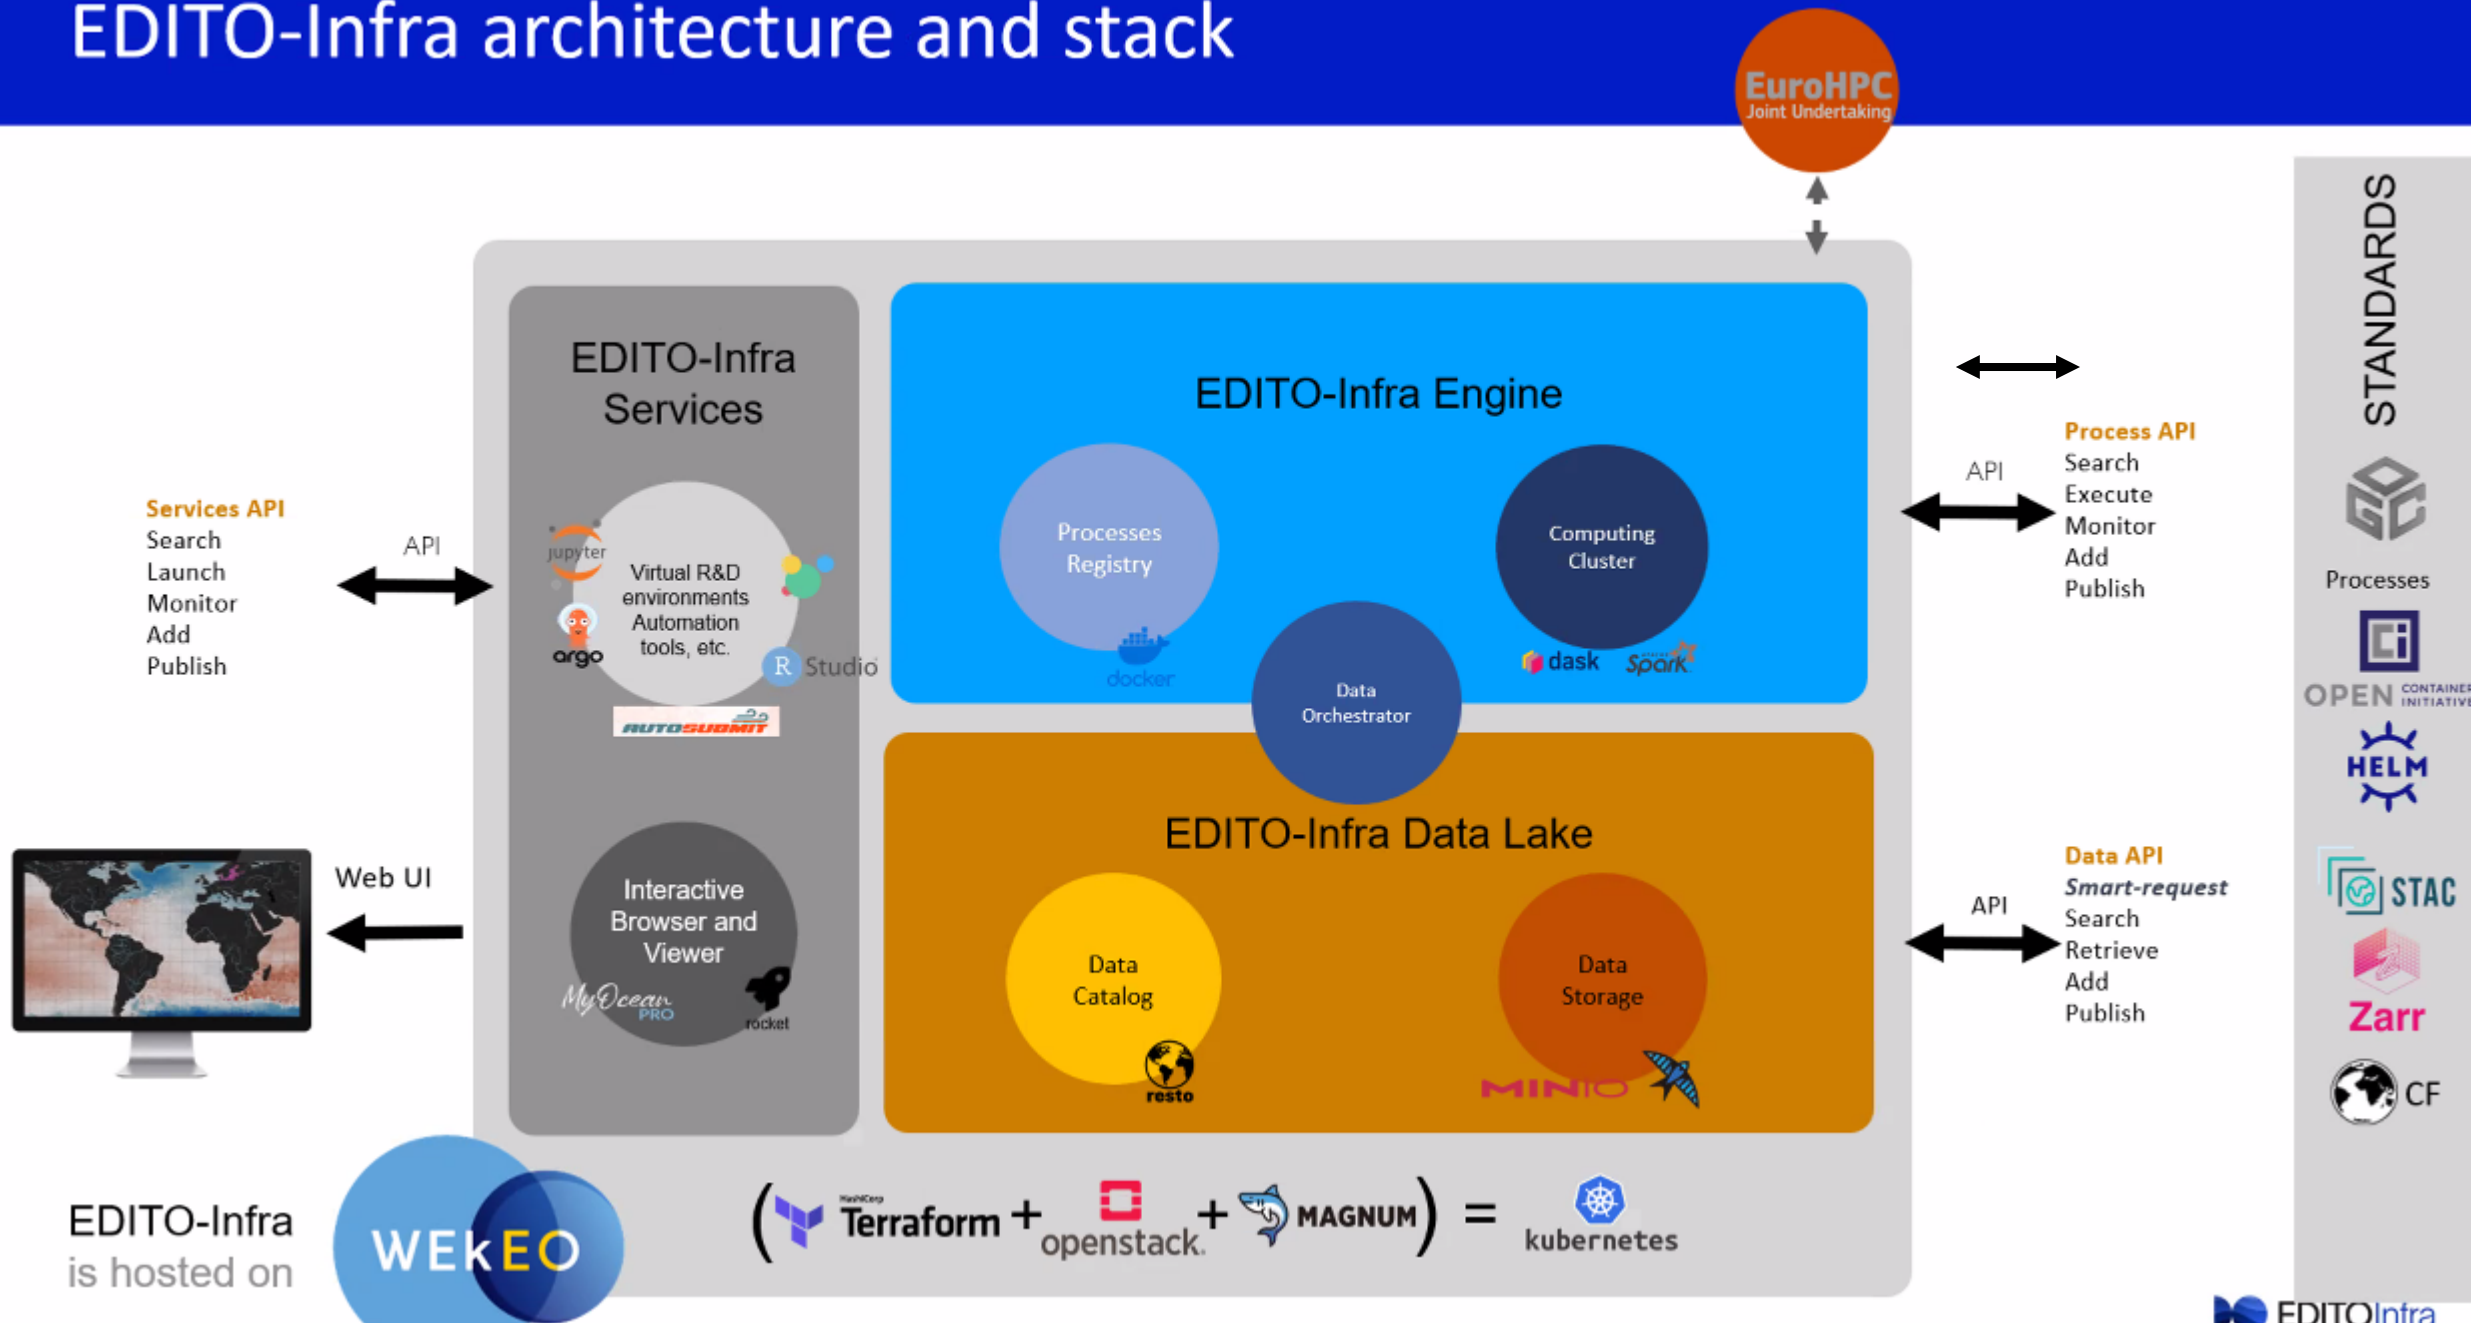 EDITO-Infra architecture and stack
EuroHPC
Joint Undertaking
STANDARDS
EDITO-Infra
Services
EDITO-Infra Engine
Services API
Search
Launch
Monitor
Add
Publish
API
jupyter
argo
Virtual R&D
environments
Automation
tools, etc.
R Studio
AUTOSUBMIT
Processes
Registry
docker
Computing
Cluster
dask
APACHE
Spark
Data
Orchestrator
API
Process API
Search
Execute
Monitor
Add
Publish
OGC
Processes
OPEN CONTAINER
INITIATIVE
HELM
Web UI
Interactive
Browser and
Viewer
MyOcean
PRO
rocket
EDITO-Infra Data Lake
Data
Catalog
resto
Data
Storage
MINIO
API
Data API
Smart-request
Search
Retrieve
Add
Publish
STAC
Zarr
CF
EDITO-Infra
is hosted on
WEkEO
( HashiCorp
Terraform + openstack. + MAGNUM ) = kubernetes
EDITOInfra